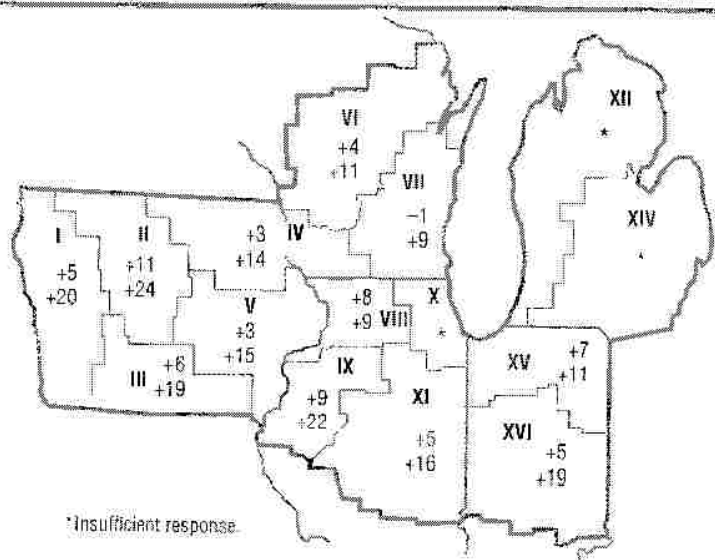 XII
*
VI
+4
+11
VII
−1
+9
XIV
*
I
+5
+20
II
+11
+24
+3
+14
IV
V
+3
+15
+8
+9
VIII
X
*
III
+6
+19
IX
+9
+22
XI
+5
+16
XV
+7
+11
XVI
+5
+19
*Insufficient response.